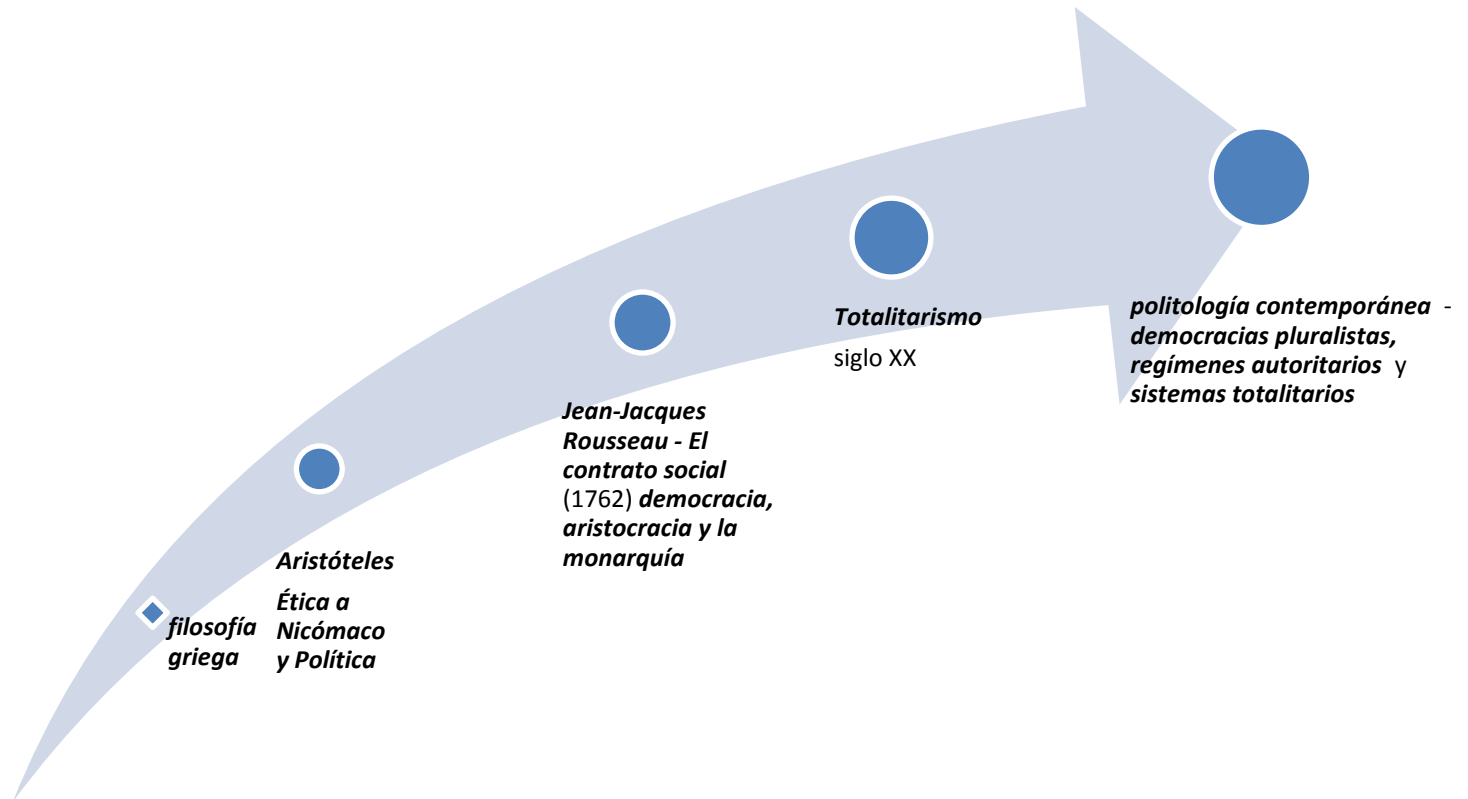 filosofía
griega
Aristóteles
Ética a
Nicómaco
y Política
Jean-Jacques
Rousseau - El
contrato social
(1762) democracia,
aristocracia y la
monarquía
Totalitarismo
siglo XX
politología contemporánea -
democracias pluralistas,
regímenes autoritarios y
sistemas totalitarios